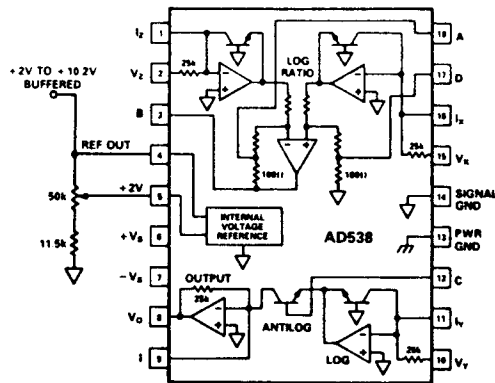 +2V TO +10.2V
BUFFERED
REF OUT
50k
11.5k
+2V
I_Z 1
V_Z 2
B 3
4
5
+V_S 6
-V_S 7
V_O 8
I 9
25k
LOG
RATIO
100Ω
100Ω
25k
INTERNAL
VOLTAGE
REFERENCE
AD538
OUTPUT
25k
ANTILOG
LOG
25k
18 A
17 D
16 I_X
15 V_X
14 SIGNAL
GND
13 PWR
GND
12 C
11 I_Y
10 V_Y